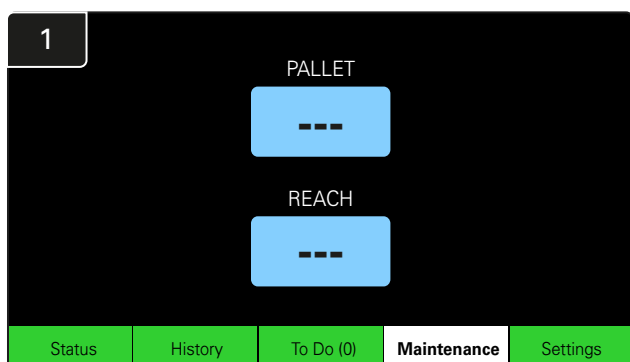 1
PALLET
---
REACH
---
Status History To Do (0) Maintenance Settings